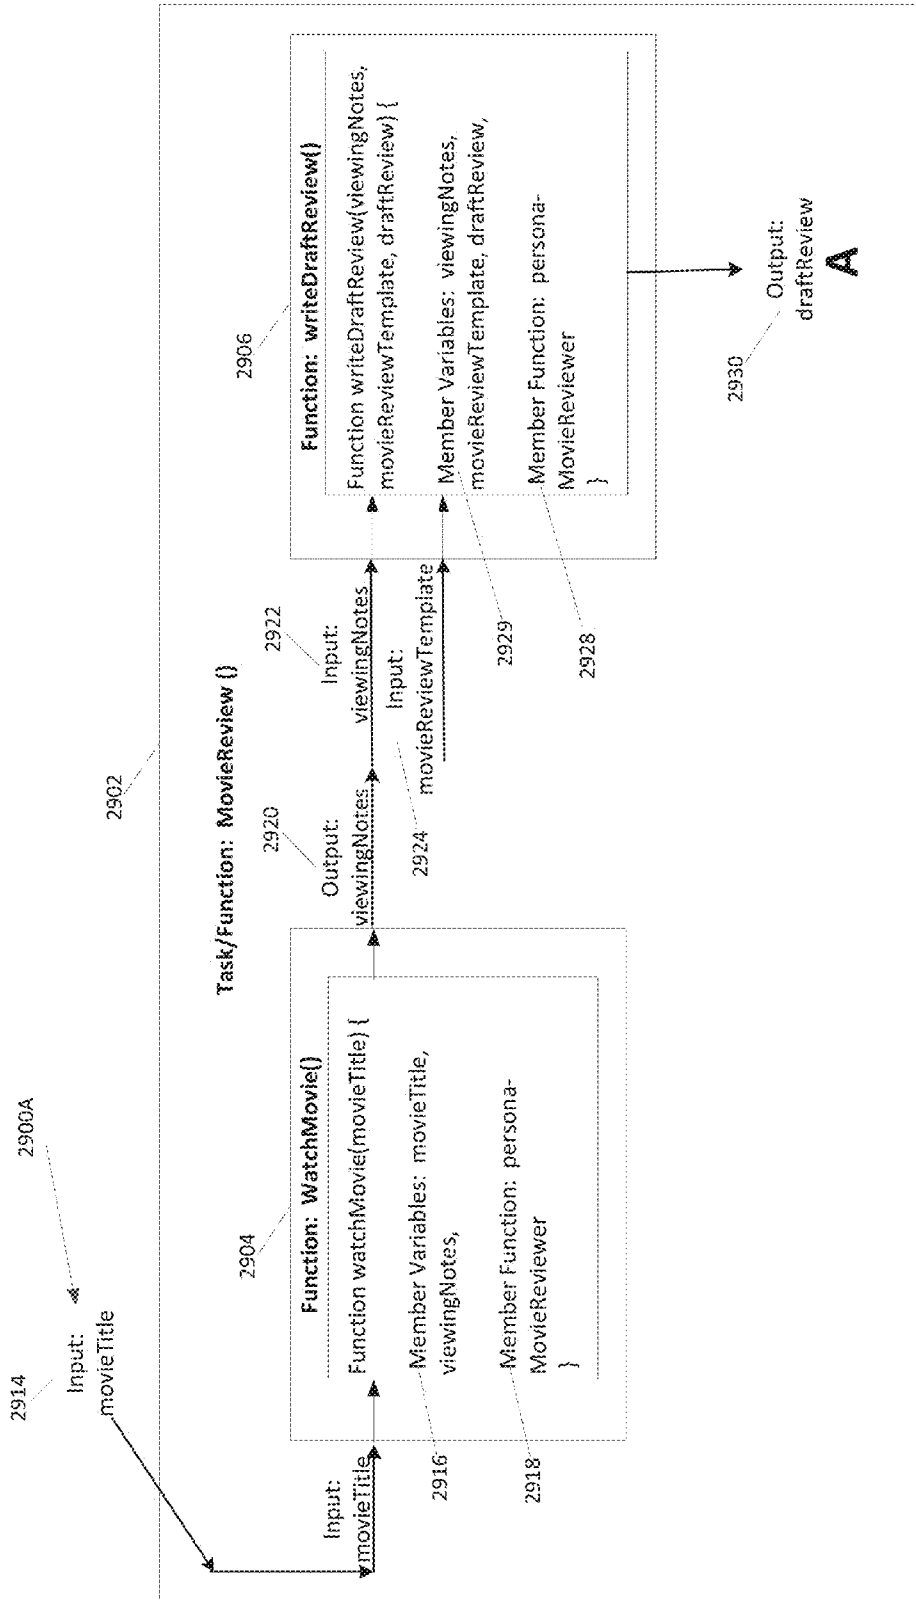 2900A
2914
Input:
movieTitle
2902
Task/Function: MovieReview ()
2904
Function: WatchMovie()
Input:
movieTitle
Function watchMovie(movieTitle) {
Member Variables: movieTitle,
viewingNotes,
Member Function: persona-
MovieReviewer
}
2916
2918
2920
Output:
viewingNotes
2922
Input:
viewingNotes
2924
Input:
movieReviewTemplate
2906
Function: writeDraftReview()
Function writeDraftReview(viewingNotes,
movieReviewTemplate, draftReview) {
Member Variables: viewingNotes,
movieReviewTemplate, draftReview,
Member Function: persona-
MovieReviewer
}
2929
2928
2930
Output:
draftReview
A